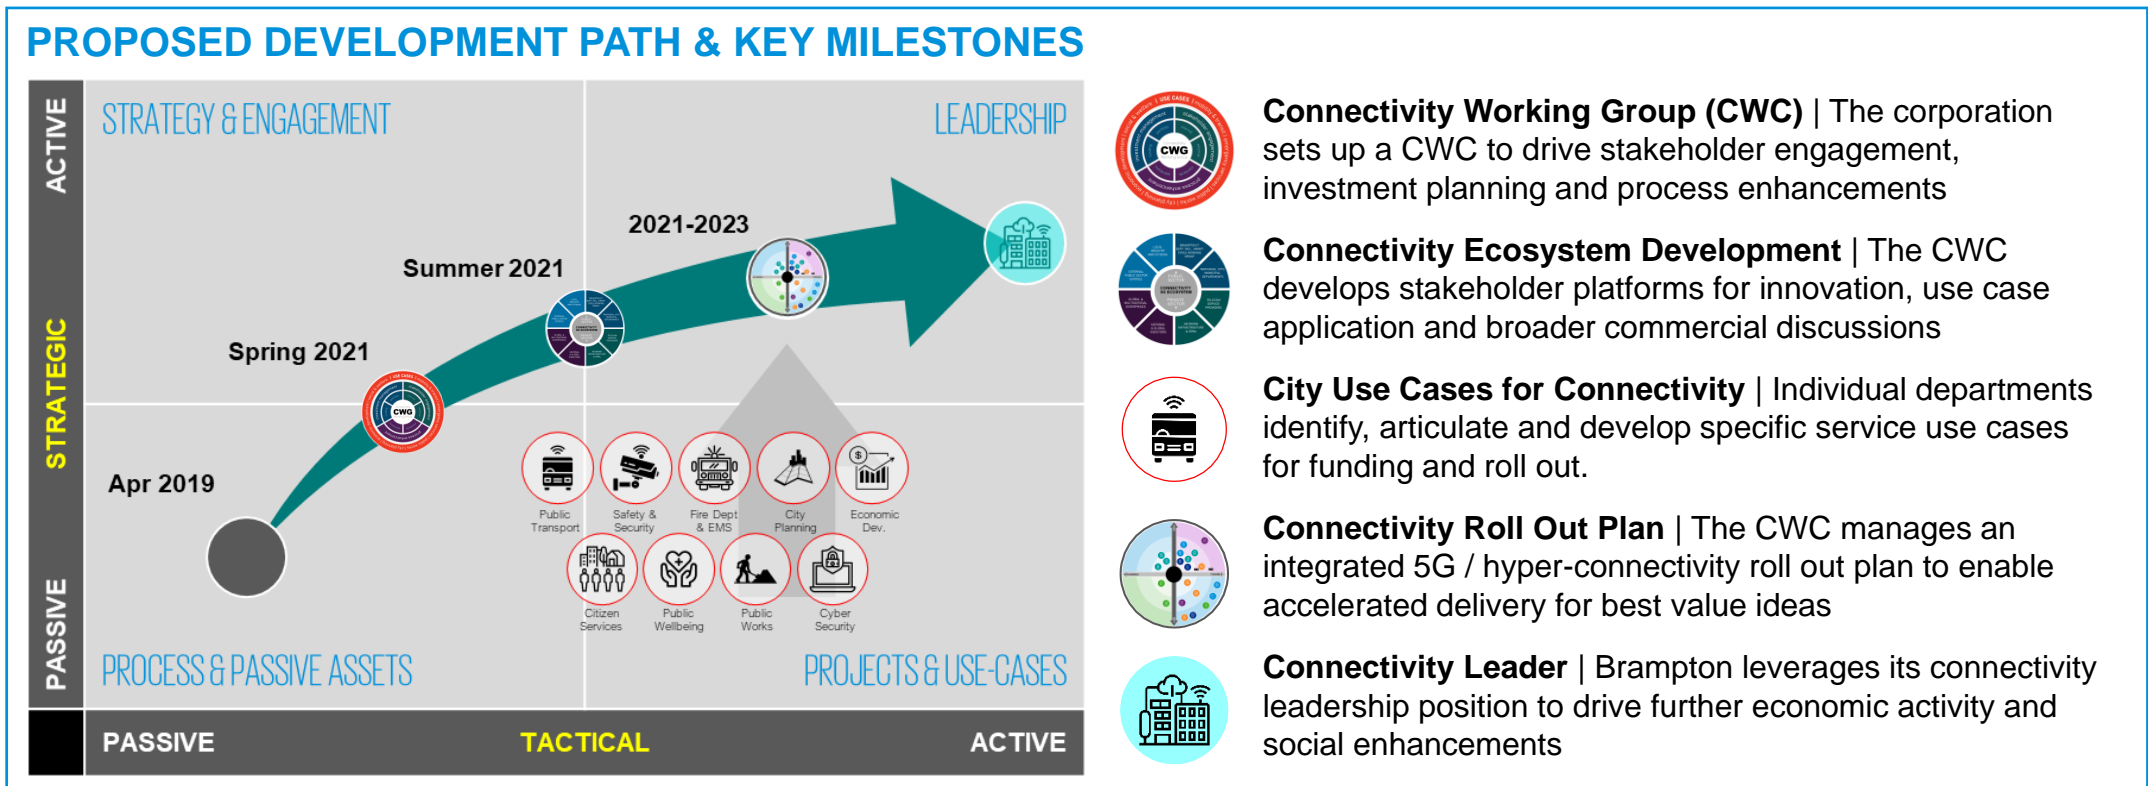 PROPOSED DEVELOPMENT PATH & KEY MILESTONES
ACTIVE
STRATEGIC
PASSIVE
STRATEGY & ENGAGEMENT
LEADERSHIP
2021-2023
Summer 2021
Spring 2021
CWG
Apr 2019
Public
Transport
Safety &
Security
Fire Dept
& EMS
City
Planning
Economic
Dev.
Citizen
Services
Public
Wellbeing
Public
Works
Cyber
Security
PROCESS & PASSIVE ASSETS
PROJECTS & USE-CASES
PASSIVE
TACTICAL
ACTIVE
USE CASES
CWG
Connectivity Working Group (CWC) | The corporation
sets up a CWC to drive stakeholder engagement,
investment planning and process enhancements
Connectivity Ecosystem Development | The CWC
develops stakeholder platforms for innovation, use case
application and broader commercial discussions
City Use Cases for Connectivity | Individual departments
identify, articulate and develop specific service use cases
for funding and roll out.
Connectivity Roll Out Plan | The CWC manages an
integrated 5G / hyper-connectivity roll out plan to enable
accelerated delivery for best value ideas
Connectivity Leader | Brampton leverages its connectivity
leadership position to drive further economic activity and
social enhancements